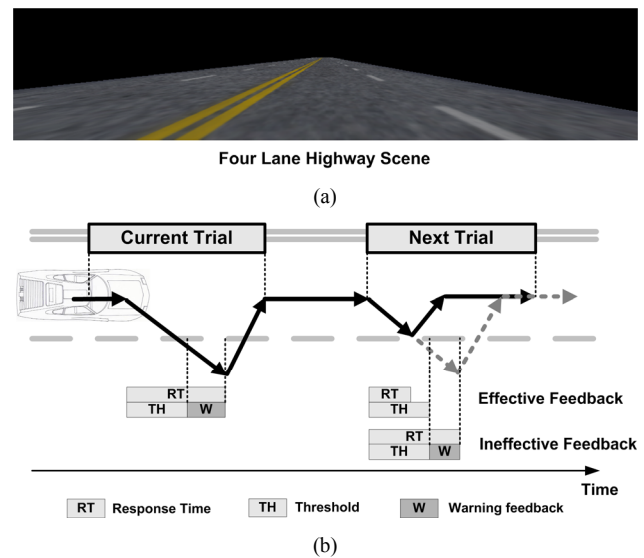 Four Lane Highway Scene
(a)
Current Trial
Next Trial
RT
TH W
RT
TH
Effective Feedback
RT
TH W
Ineffective Feedback
Time
RT Response Time TH Threshold W Warning feedback
(b)